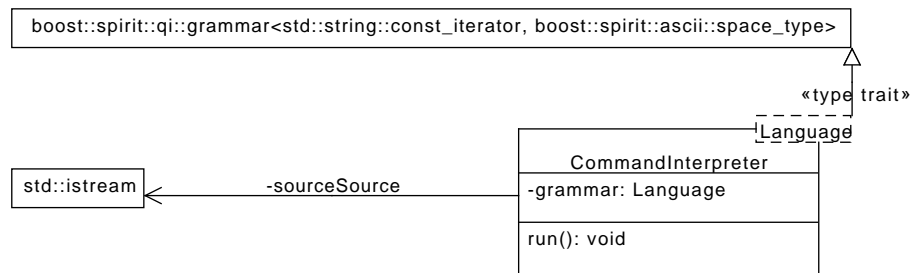 boost::spirit::qi::grammar<std::string::const_iterator, boost::spirit::ascii::space_type>
«type trait»
Language
CommandInterpreter
std::istream
-sourceSource
-grammar: Language
run(): void